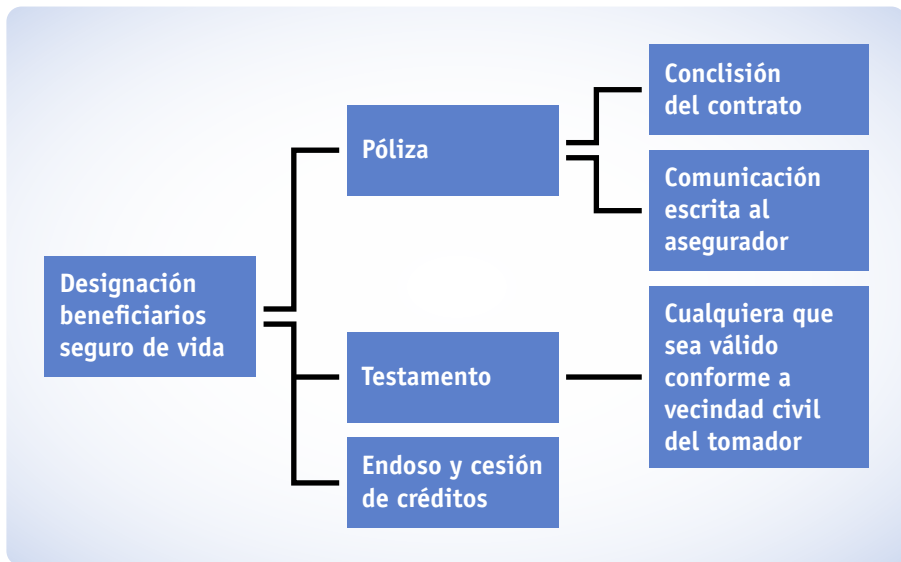 Designación
beneficiarios
seguro de vida
Póliza
Conclisión
del contrato
Comunicación
escrita al
asegurador
Testamento
Cualquiera que
sea válido
conforme a
vecindad civil
del tomador
Endoso y cesión
de créditos